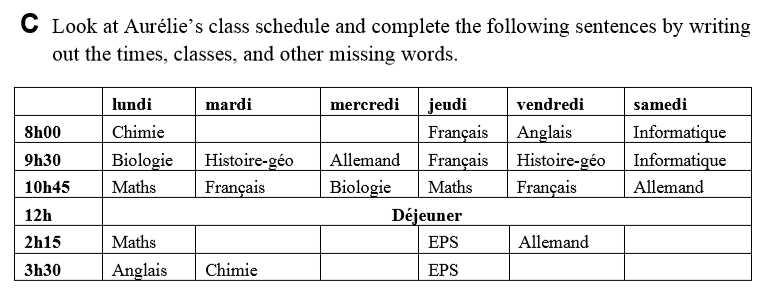 C Look at Aurélie’s class schedule and complete the following sentences by writing
out the times, classes, and other missing words.
lundi mardi mercredi jeudi vendredi samedi
8h00 Chimie Français Anglais Informatique
9h30 Biologie Histoire-géo Allemand Français Histoire-géo Informatique
10h45 Maths Français Biologie Maths Français Allemand
12h Déjeuner
2h15 Maths EPS Allemand
3h30 Anglais Chimie EPS